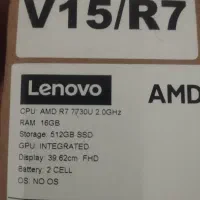 V15/R7
Lenovo
AMD
CPU: AMD R7 7730U 2.0GHz
RAM: 16GB
Storage: 512GB SSD
GPU: INTEGRATED
Display: 39.62cm FHD
Battery: 2 CELL
OS: NO OS